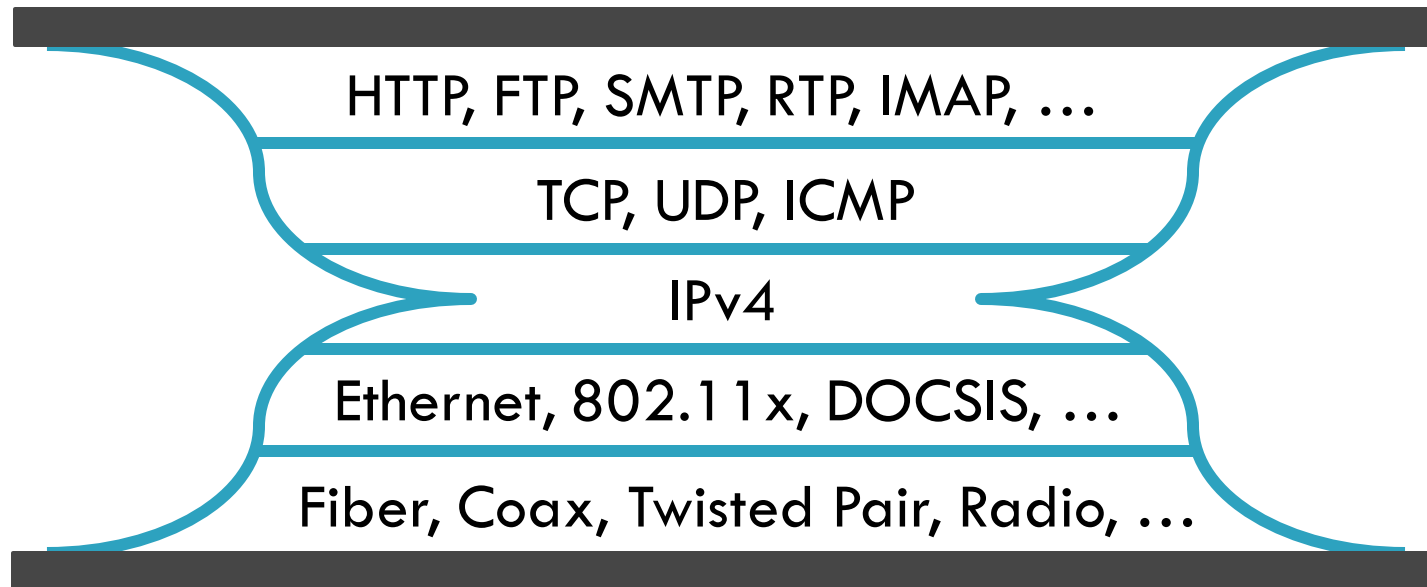 HTTP, FTP, SMTP, RTP, IMAP, …
TCP, UDP, ICMP
IPv4
Ethernet, 802.11x, DOCSIS, …
Fiber, Coax, Twisted Pair, Radio, …